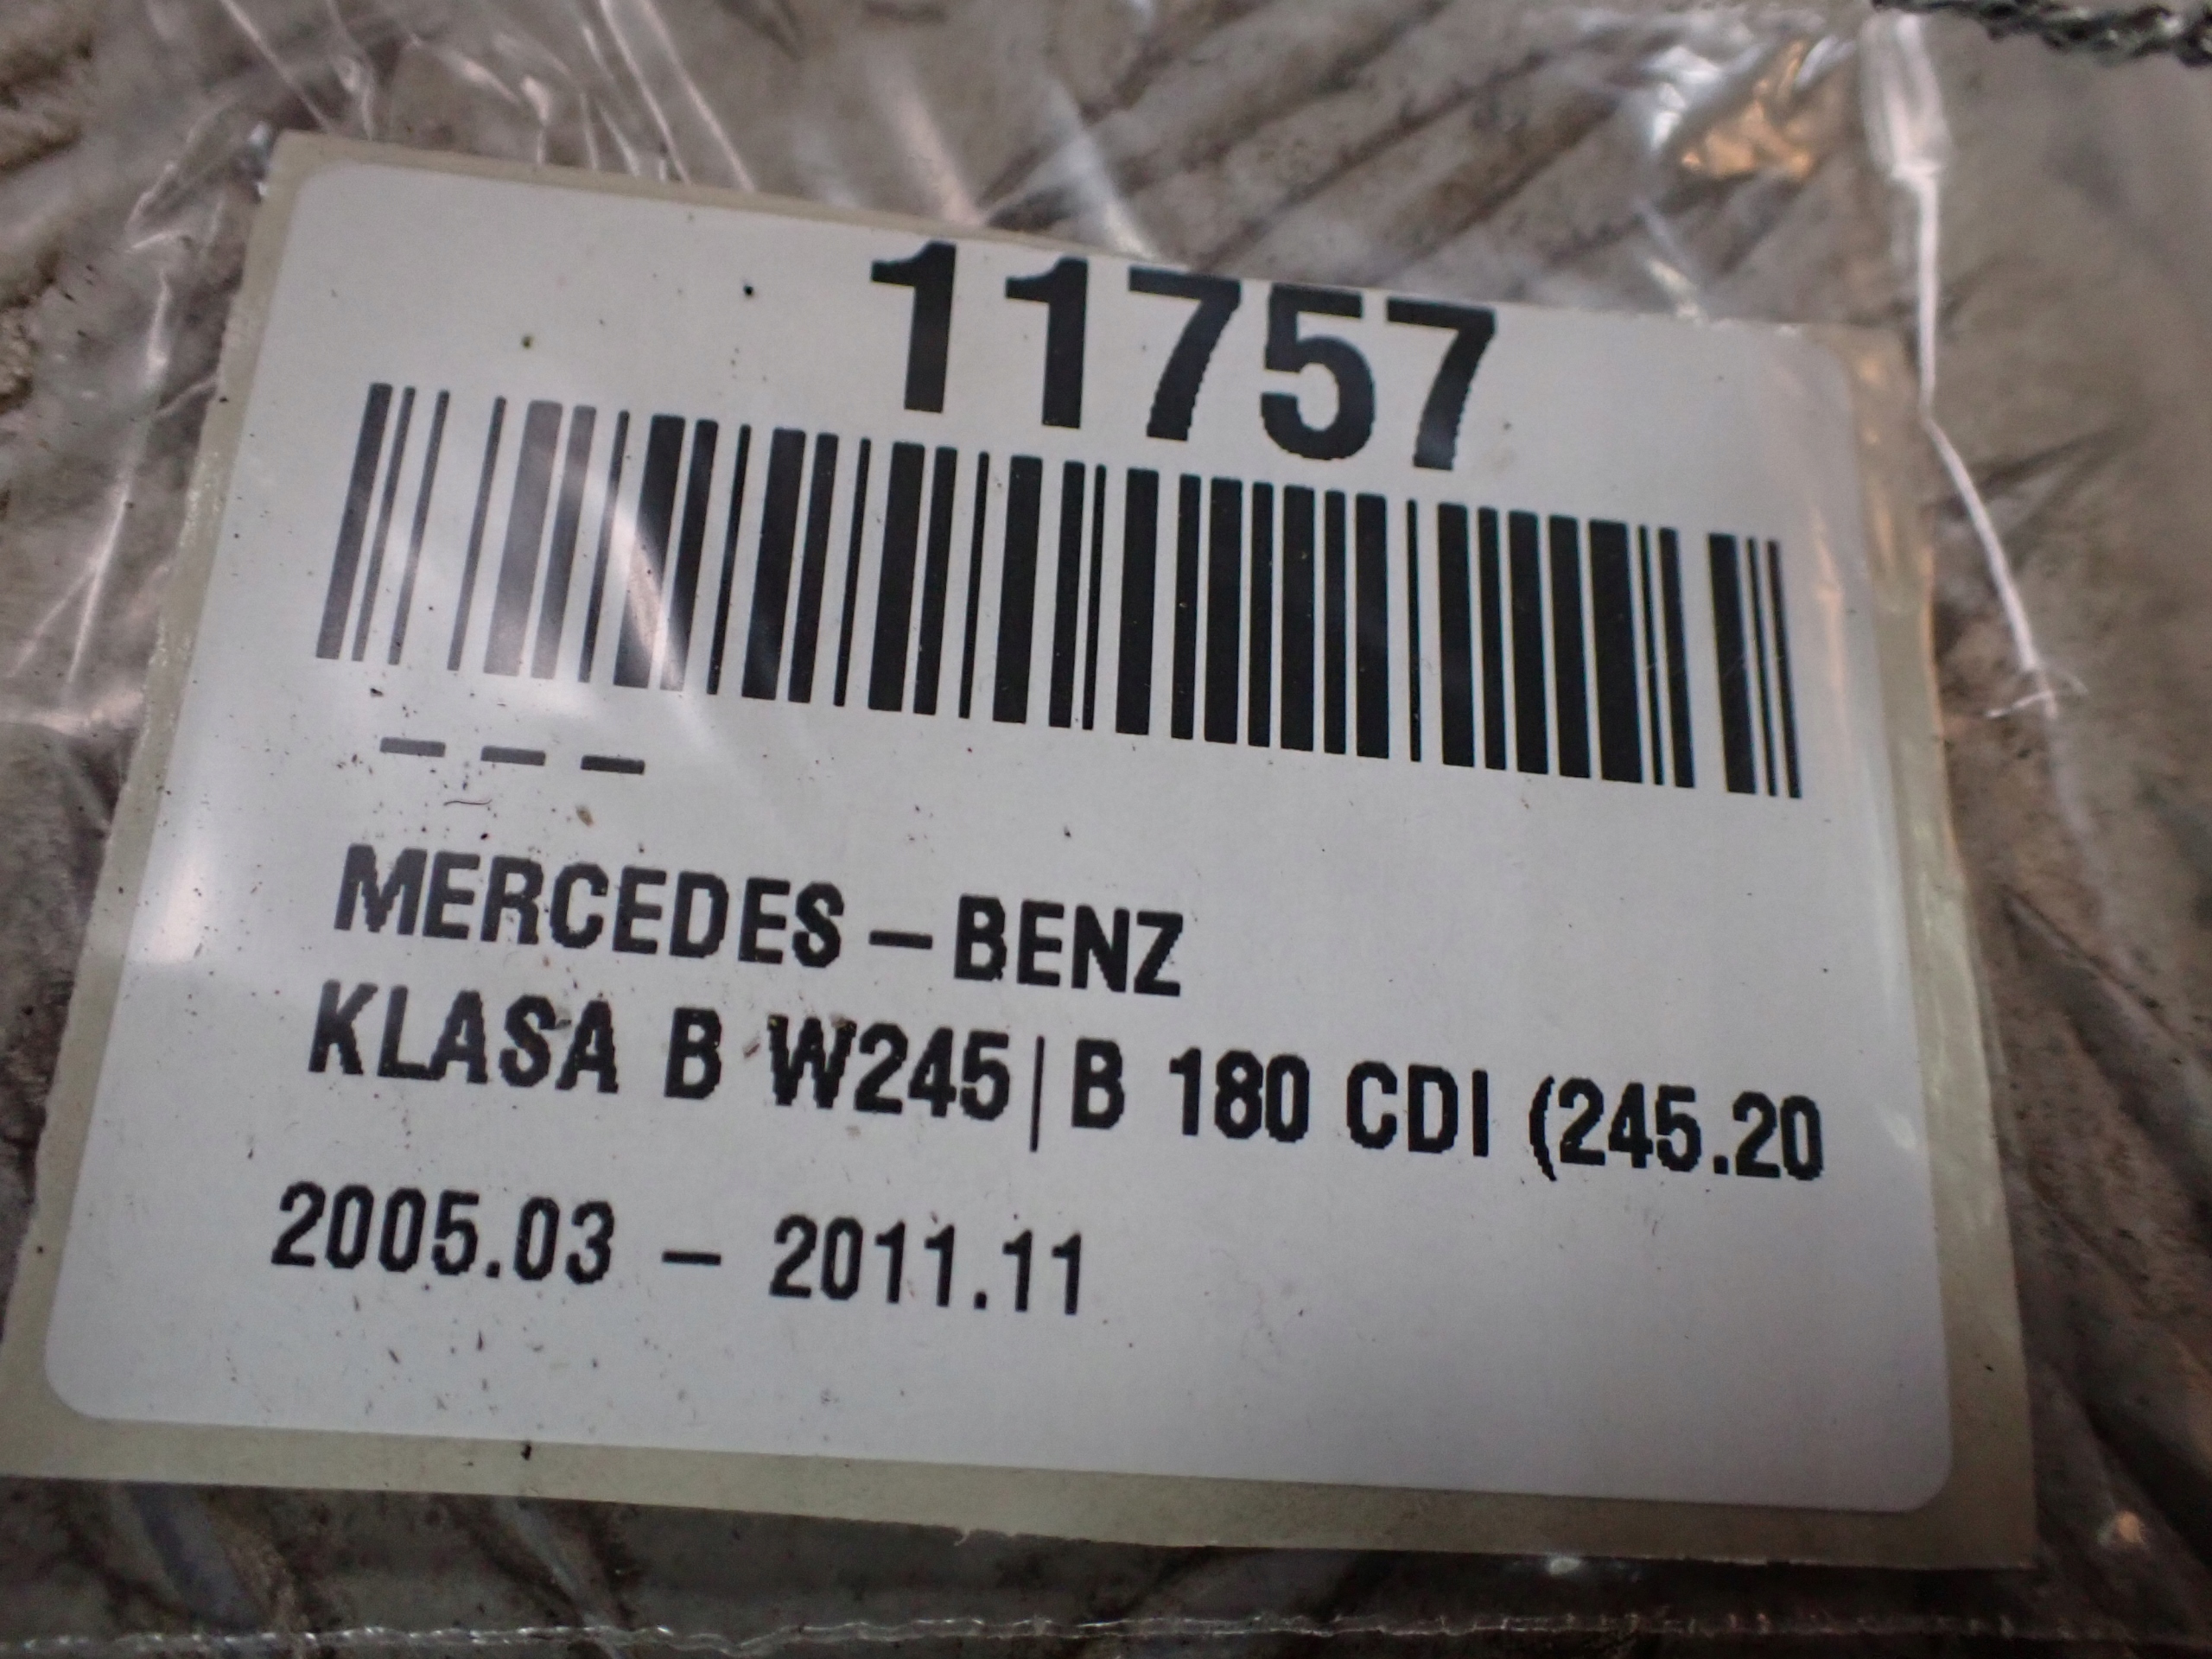 11757
– – –
MERCEDES – BENZ
KLASA B W245|B 180 CDI (245.20
2005.03 – 2011.11